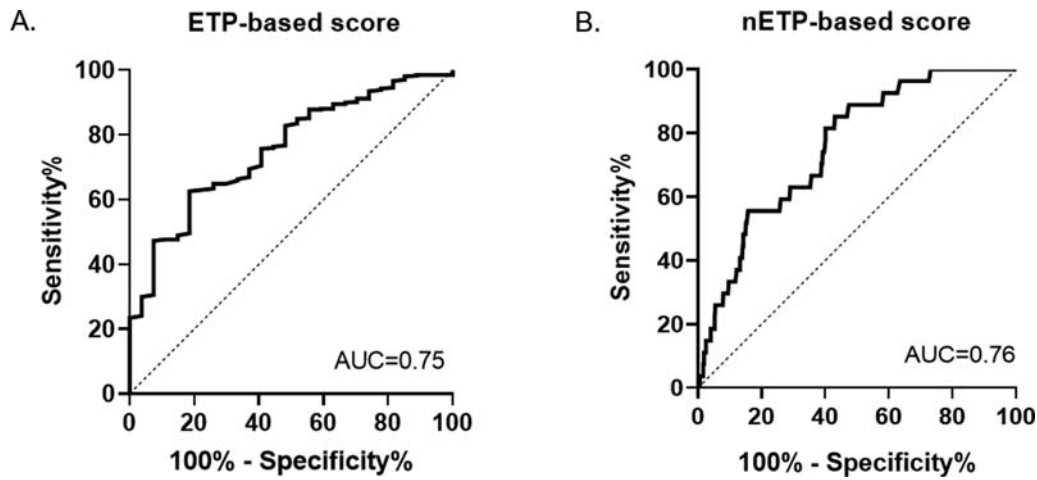 A.
ETP-based score
Sensitivity%
100
80
60
40
20
0
AUC=0.75
0 20 40 60 80 100
100% - Specificity%
B.
nETP-based score
Sensitivity%
100
80
60
40
20
0
AUC=0.76
0 20 40 60 80 100
100% - Specificity%